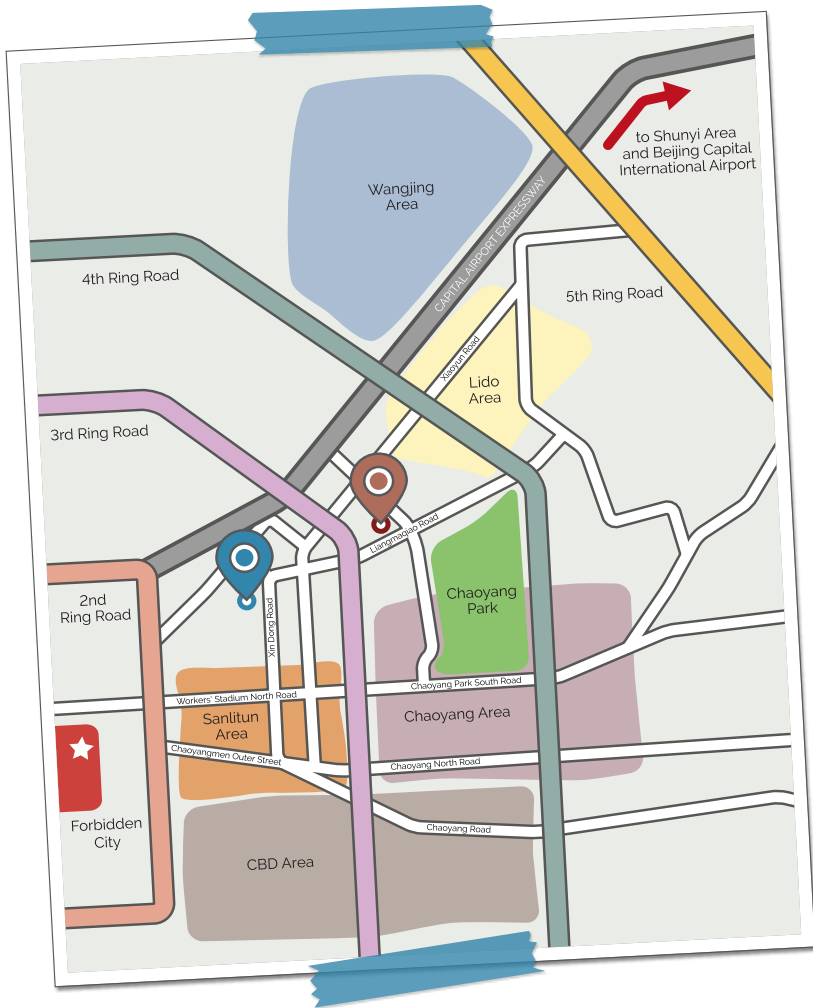 to Shunyi Area
and Beijing Capital
International Airport
Wangjing
Area
CAPITAL AIRPORT EXPRESSWAY
4th Ring Road
5th Ring Road
Xiaoyun Road
Lido
Area
3rd Ring Road
Liangmaqiao Road
2nd
Ring Road
Chaoyang
Park
Xin Dong Road
Chaoyang Park South Road
Workers' Stadium North Road
Sanlitun
Area
Chaoyang Area
Chaoyangmen Outer Street
Chaoyang North Road
Forbidden
City
Chaoyang Road
CBD Area